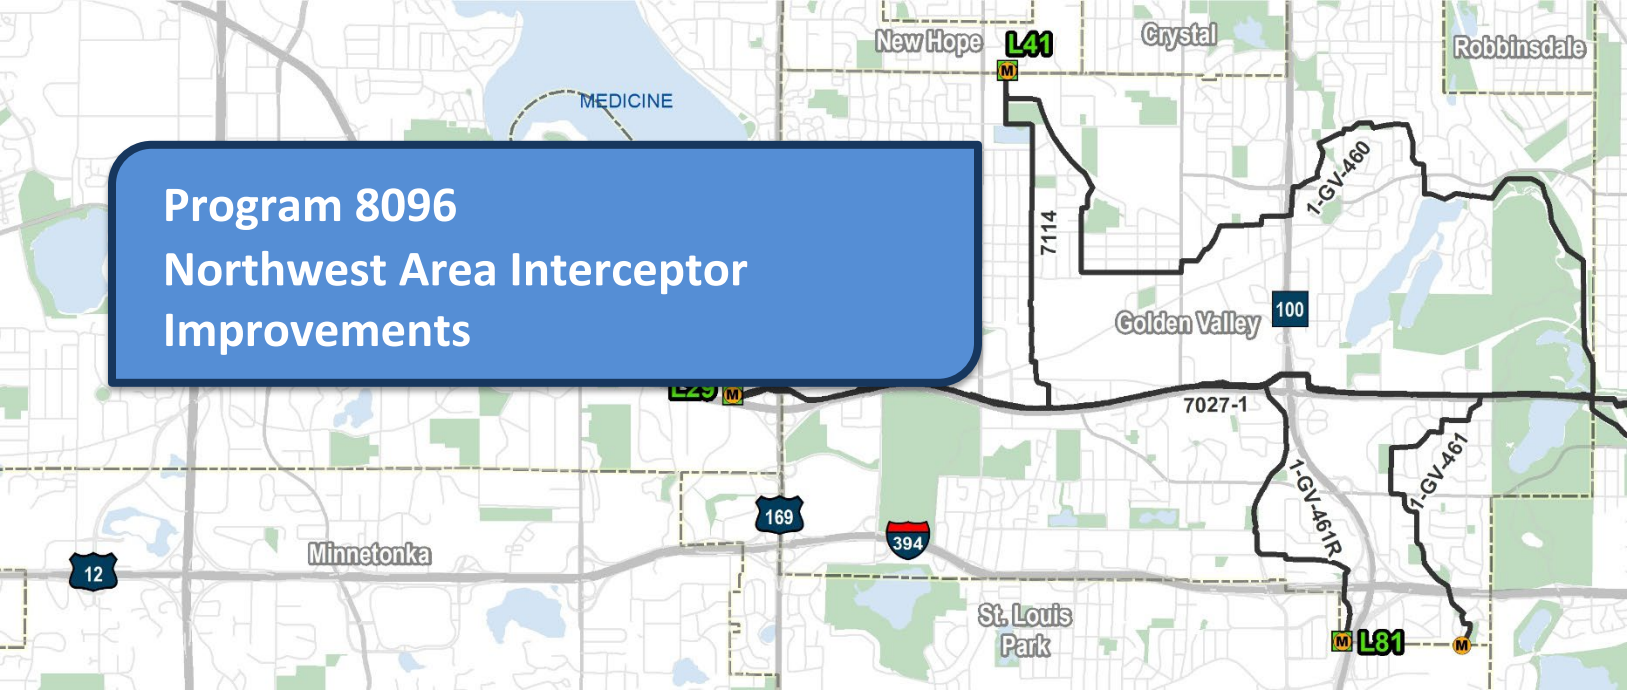 New Hope
L41
Crystal
Robbinsdale
M
MEDICINE
1-GV-460
Program 8096
Northwest Area Interceptor
Improvements
7114
Golden Valley
100
L29
M
7027-1
1-GV-461
1-GV-461R
169
394
12
Minnetonka
St. Louis
Park
M
L81
M